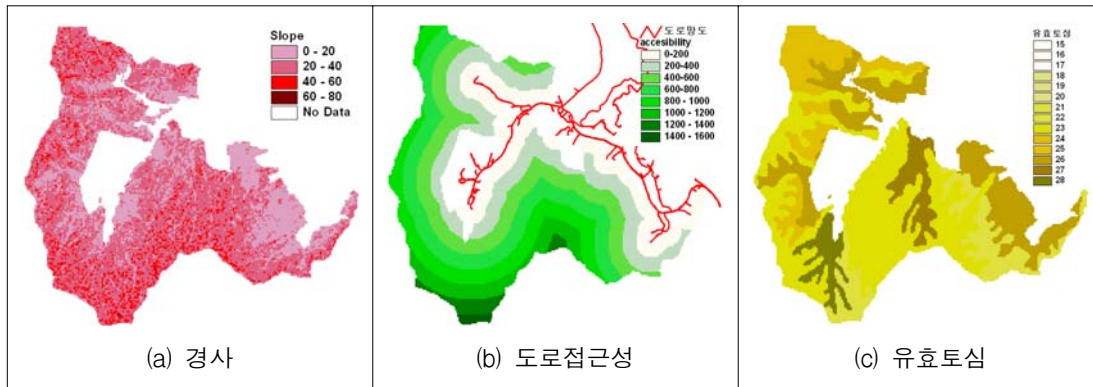 Slope
0 - 20
20 - 40
40 - 60
60 - 80
No Data
(a) 경사
도로망도
accesibility
0-200
200-400
400-600
600-800
800 - 1000
1000 - 1200
1200 - 1400
1400 - 1600
(b) 도로접근성
유효토심
15
16
17
18
19
20
21
22
23
24
25
26
27
28
(c) 유효토심